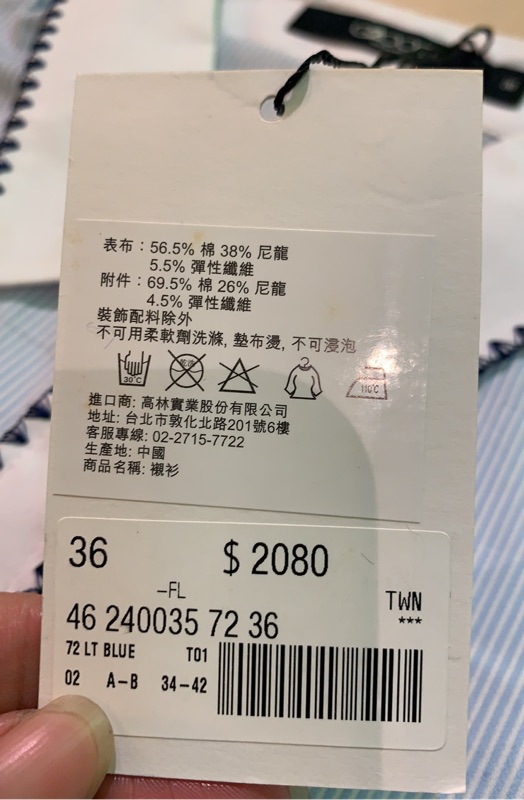 表布：56.5% 棉 38% 尼龍
5.5% 彈性纖維
附件：69.5% 棉 26% 尼龍
4.5% 彈性纖維
裝飾配料除外
不可用柔軟劑洗滌, 墊布燙, 不可浸泡
30°C 乾洗 110°C
進口商: 高林實業股份有限公司
地址: 台北市敦化北路201號6樓
客服專線: 02-2715-7722
生產地: 中國
商品名稱: 襯衫
36 $ 2080
-FL TWN
46 240035 72 36 ***
72 LT BLUE T01
02 A-B 34-42